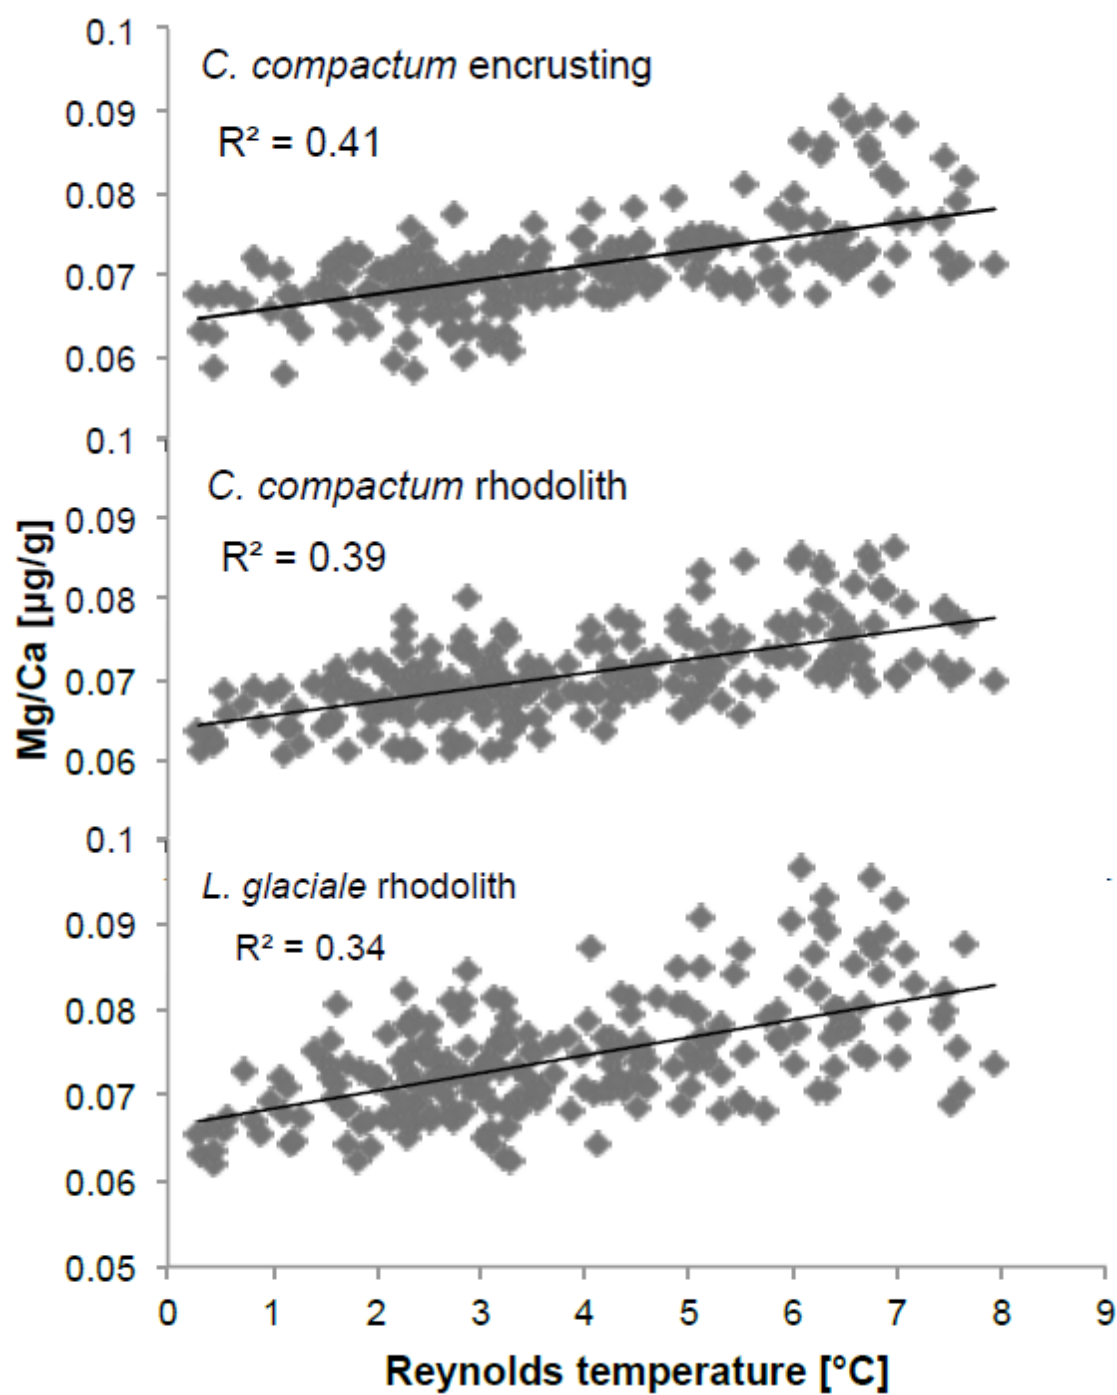 0.1
C. compactum encrusting
0.09
R² = 0.41
0.08
0.07
0.06
0.1
C. compactum rhodolith
0.09
R² = 0.39
0.08
0.07
0.06
0.1
L. glaciale rhodolith
0.09
R² = 0.34
0.08
0.07
0.06
0.05
Mg/Ca [µg/g]
0 1 2 3 4 5 6 7 8 9
Reynolds temperature [°C]